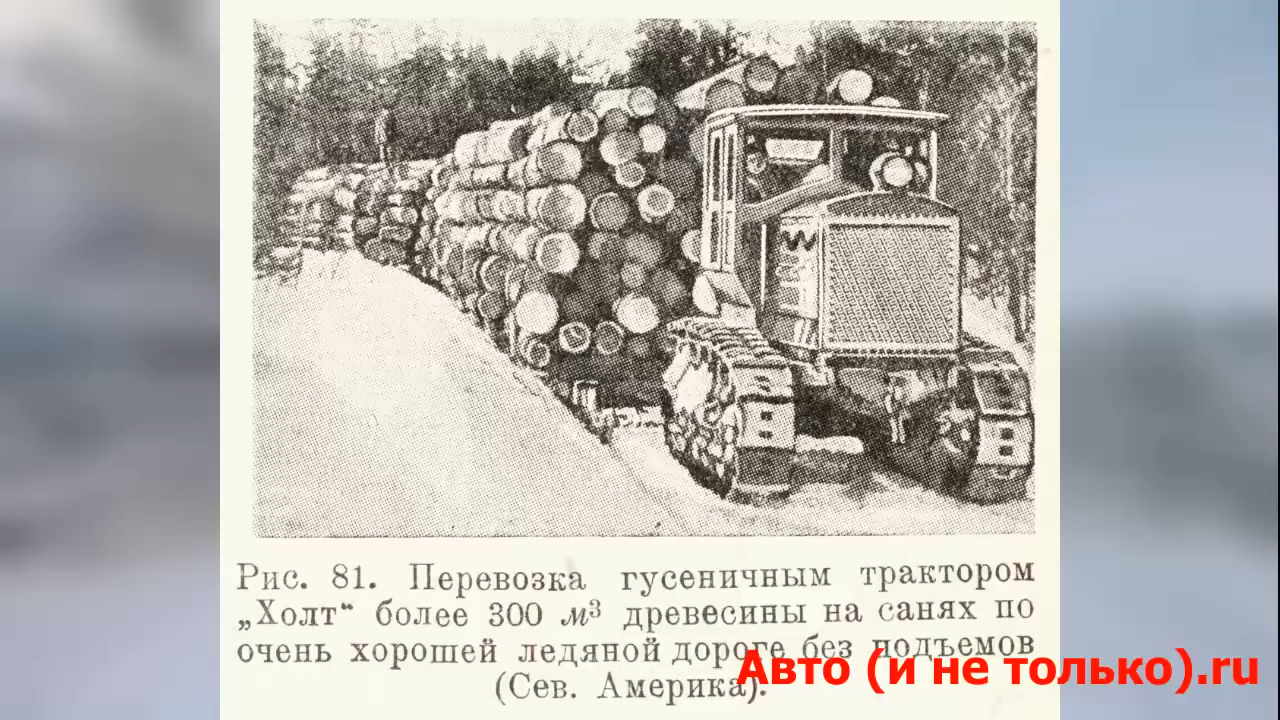 Рис. 81. Перевозка гусеничным трактором
„Холт“ более 300 м³ древесины на санях по
очень хорошей ледяной дороге без подъемов
(Сев. Америка).
Авто (и не только).ru